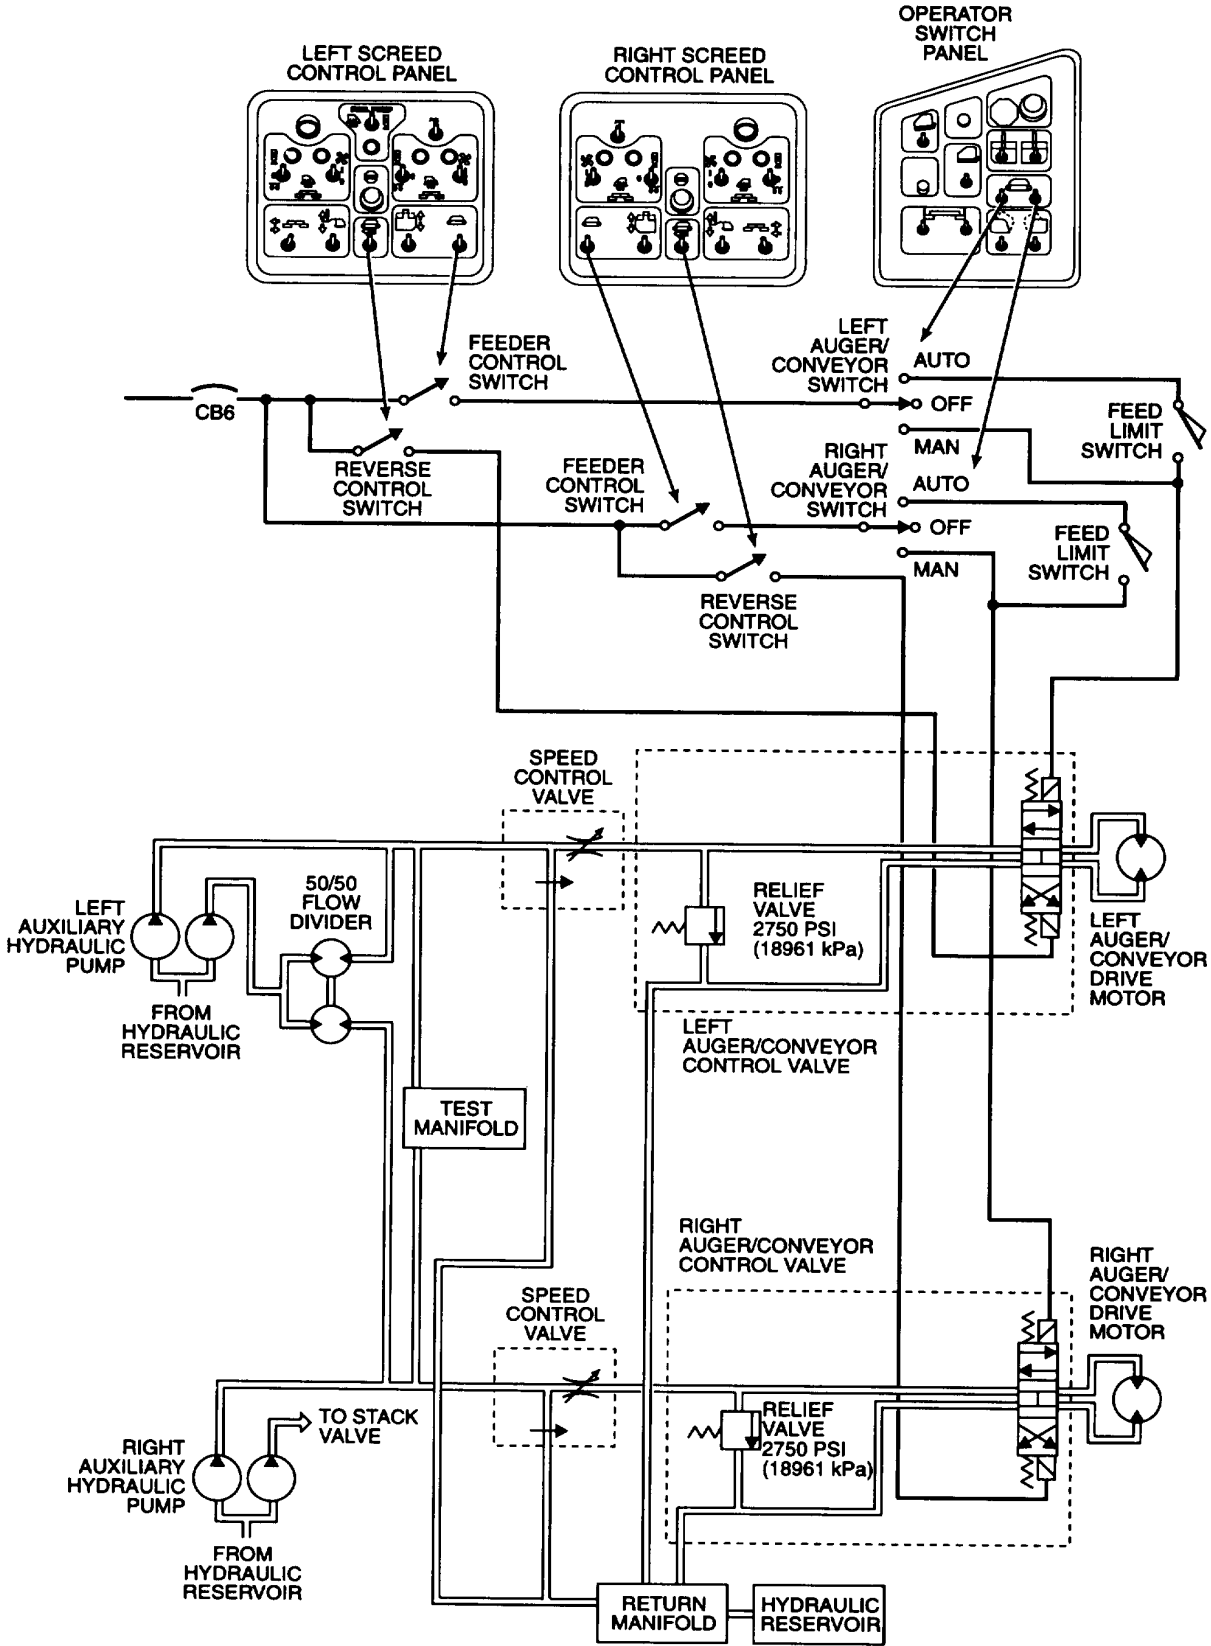 OPERATOR
SWITCH
PANEL
LEFT SCREED
CONTROL PANEL
RIGHT SCREED
CONTROL PANEL
FEEDER
CONTROL
SWITCH
LEFT
AUGER/
CONVEYOR
SWITCH
AUTO
OFF
MAN
FEED
LIMIT
SWITCH
CB6
REVERSE
CONTROL
SWITCH
FEEDER
CONTROL
SWITCH
RIGHT
AUGER/
CONVEYOR
SWITCH
AUTO
OFF
MAN
FEED
LIMIT
SWITCH
REVERSE
CONTROL
SWITCH
SPEED
CONTROL
VALVE
50/50
FLOW
DIVIDER
LEFT
AUXILIARY
HYDRAULIC
PUMP
RELIEF
VALVE
2750 PSI
(18961 kPa)
LEFT
AUGER/
CONVEYOR
DRIVE
MOTOR
FROM
HYDRAULIC
RESERVOIR
LEFT
AUGER/CONVEYOR
CONTROL VALVE
TEST
MANIFOLD
RIGHT
AUGER/CONVEYOR
CONTROL VALVE
RIGHT
AUGER/
CONVEYOR
DRIVE
MOTOR
SPEED
CONTROL
VALVE
TO STACK
VALVE
RELIEF
VALVE
2750 PSI
(18961 kPa)
RIGHT
AUXILIARY
HYDRAULIC
PUMP
FROM
HYDRAULIC
RESERVOIR
RETURN
MANIFOLD
HYDRAULIC
RESERVOIR